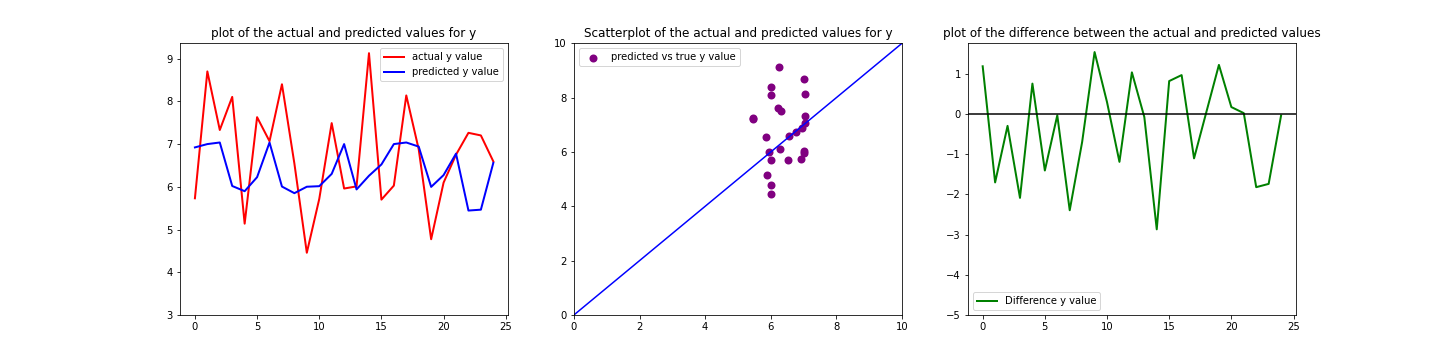 plot of the actual and predicted values for y
actual y value
predicted y value
9
8
7
6
5
4
3
0 5 10 15 20 25
Scatterplot of the actual and predicted values for y
predicted vs true y value
10
8
6
4
2
0
0 2 4 6 8 10
plot of the difference between the actual and predicted values
1
0
−1
−2
−3
−4
−5
Difference y value
0 5 10 15 20 25